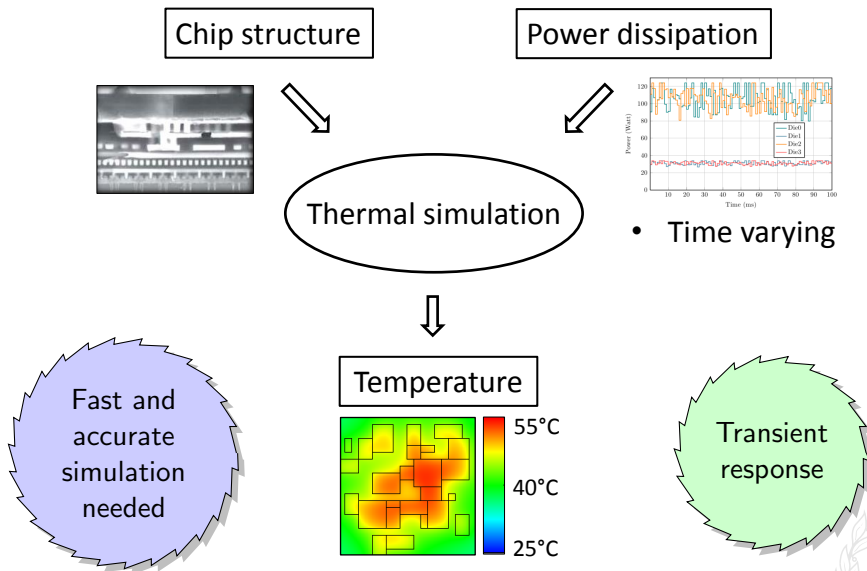 Chip structure
Power dissipation
120
100
80
60
40
20
0
Power (Watt)
Die0
Die1
Die2
Die3
0 10 20 30 40 50 60 70 80 90 100
Time (ms)
• Time varying
Thermal simulation
Fast and
accurate
simulation
needed
Temperature
55°C
40°C
25°C
Transient
response